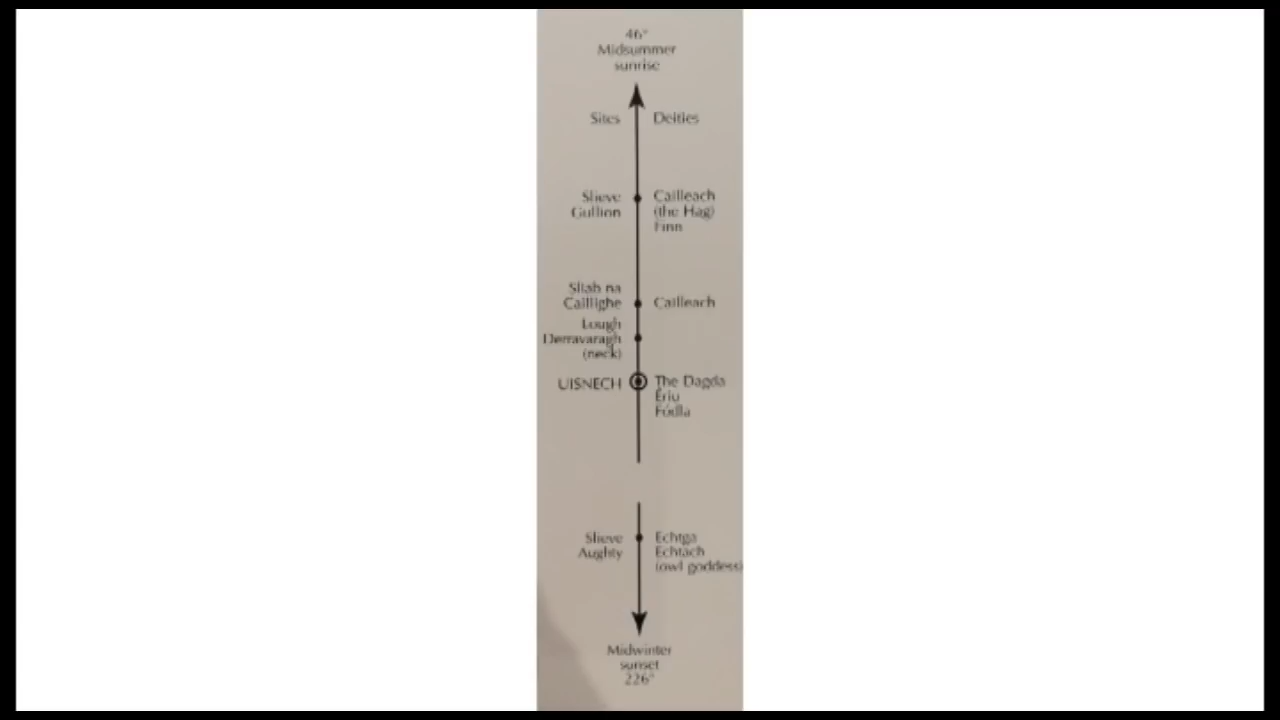 46°
Midsummer
sunrise
Sites
Deities
Slieve
Gullion
Cailleach
(the Hag)
Finn
Sliab na
Caillighe
Cailleach
Lough
Derravaragh
(neck)
UISNECH
The Dagda
Ériu
Fódla
Slieve
Aughty
Echtga
Echtach
(owl goddess)
Midwinter
sunset
226°